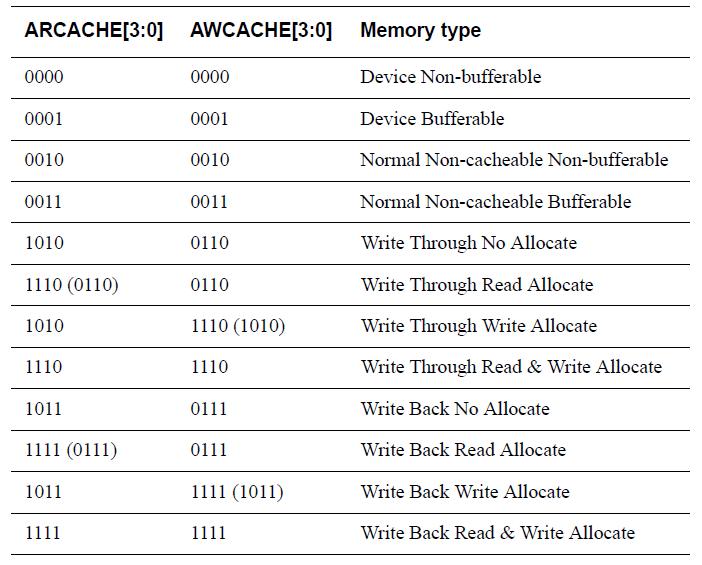 ARCACHE[3:0] AWCACHE[3:0] Memory type
0000 0000 Device Non-bufferable
0001 0001 Device Bufferable
0010 0010 Normal Non-cacheable Non-bufferable
0011 0011 Normal Non-cacheable Bufferable
1010 0110 Write Through No Allocate
1110 (0110) 0110 Write Through Read Allocate
1010 1110 (1010) Write Through Write Allocate
1110 1110 Write Through Read & Write Allocate
1011 0111 Write Back No Allocate
1111 (0111) 0111 Write Back Read Allocate
1011 1111 (1011) Write Back Write Allocate
1111 1111 Write Back Read & Write Allocate